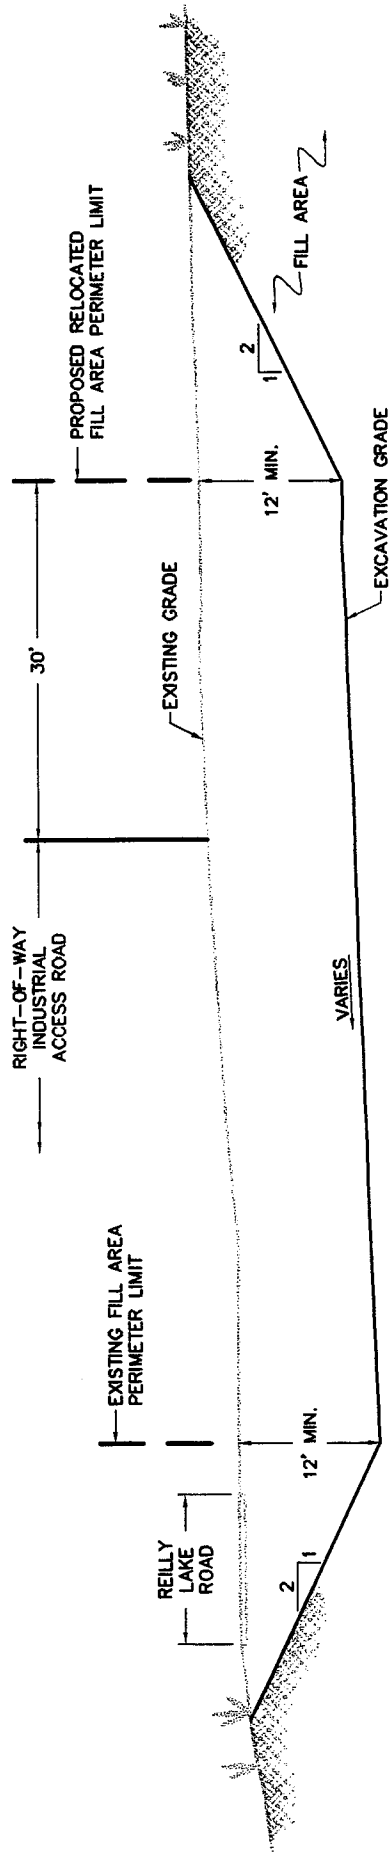 RIGHT-OF-WAY
INDUSTRIAL
ACCESS ROAD
30'
PROPOSED RELOCATED
FILL AREA PERIMETER LIMIT
EXISTING FILL AREA
PERIMETER LIMIT
REILLY
LAKE
ROAD
EXISTING GRADE
12' MIN.
12' MIN.
2
1
2
1
FILL AREA
VARIES
EXCAVATION GRADE